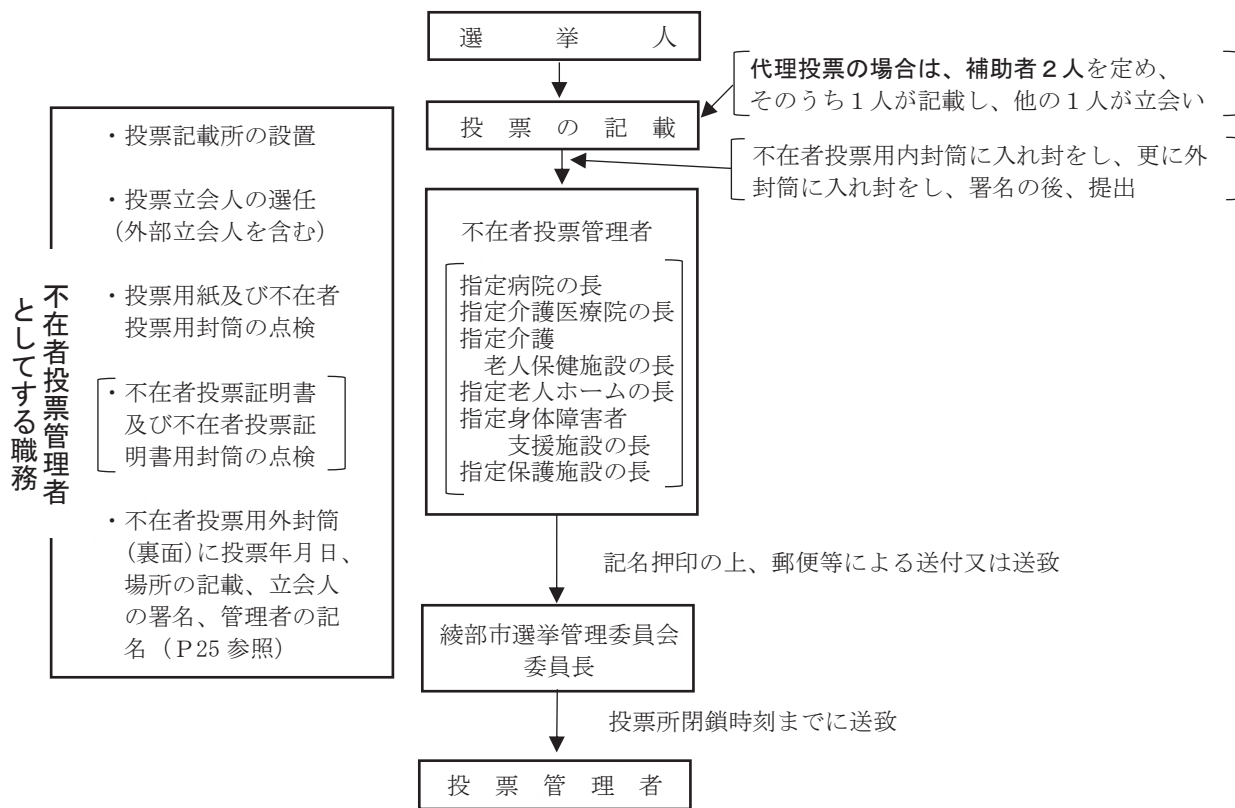 選挙人
代理投票の場合は、補助者２人を定め、
そのうち１人が記載し、他の１人が立会い
投票の記載
不在者投票用内封筒に入れ封をし、更に外
封筒に入れ封をし、署名の後、提出
不在者投票管理者
としてする職務
・投票記載所の設置
・投票立会人の選任
(外部立会人を含む)
・投票用紙及び不在者
投票用封筒の点検
・不在者投票証明書
及び不在者投票証
明書用封筒の点検
・不在者投票用外封筒
(裏面)に投票年月日、
場所の記載、立会人
の署名、管理者の記
名（Ｐ25 参照）
不在者投票管理者
指定病院の長
指定介護医療院の長
指定介護
老人保健施設の長
指定老人ホームの長
指定身体障害者
支援施設の長
指定保護施設の長
記名押印の上、郵便等による送付又は送致
綾部市選挙管理委員会
委員長
投票所閉鎖時刻までに送致
投票管理者